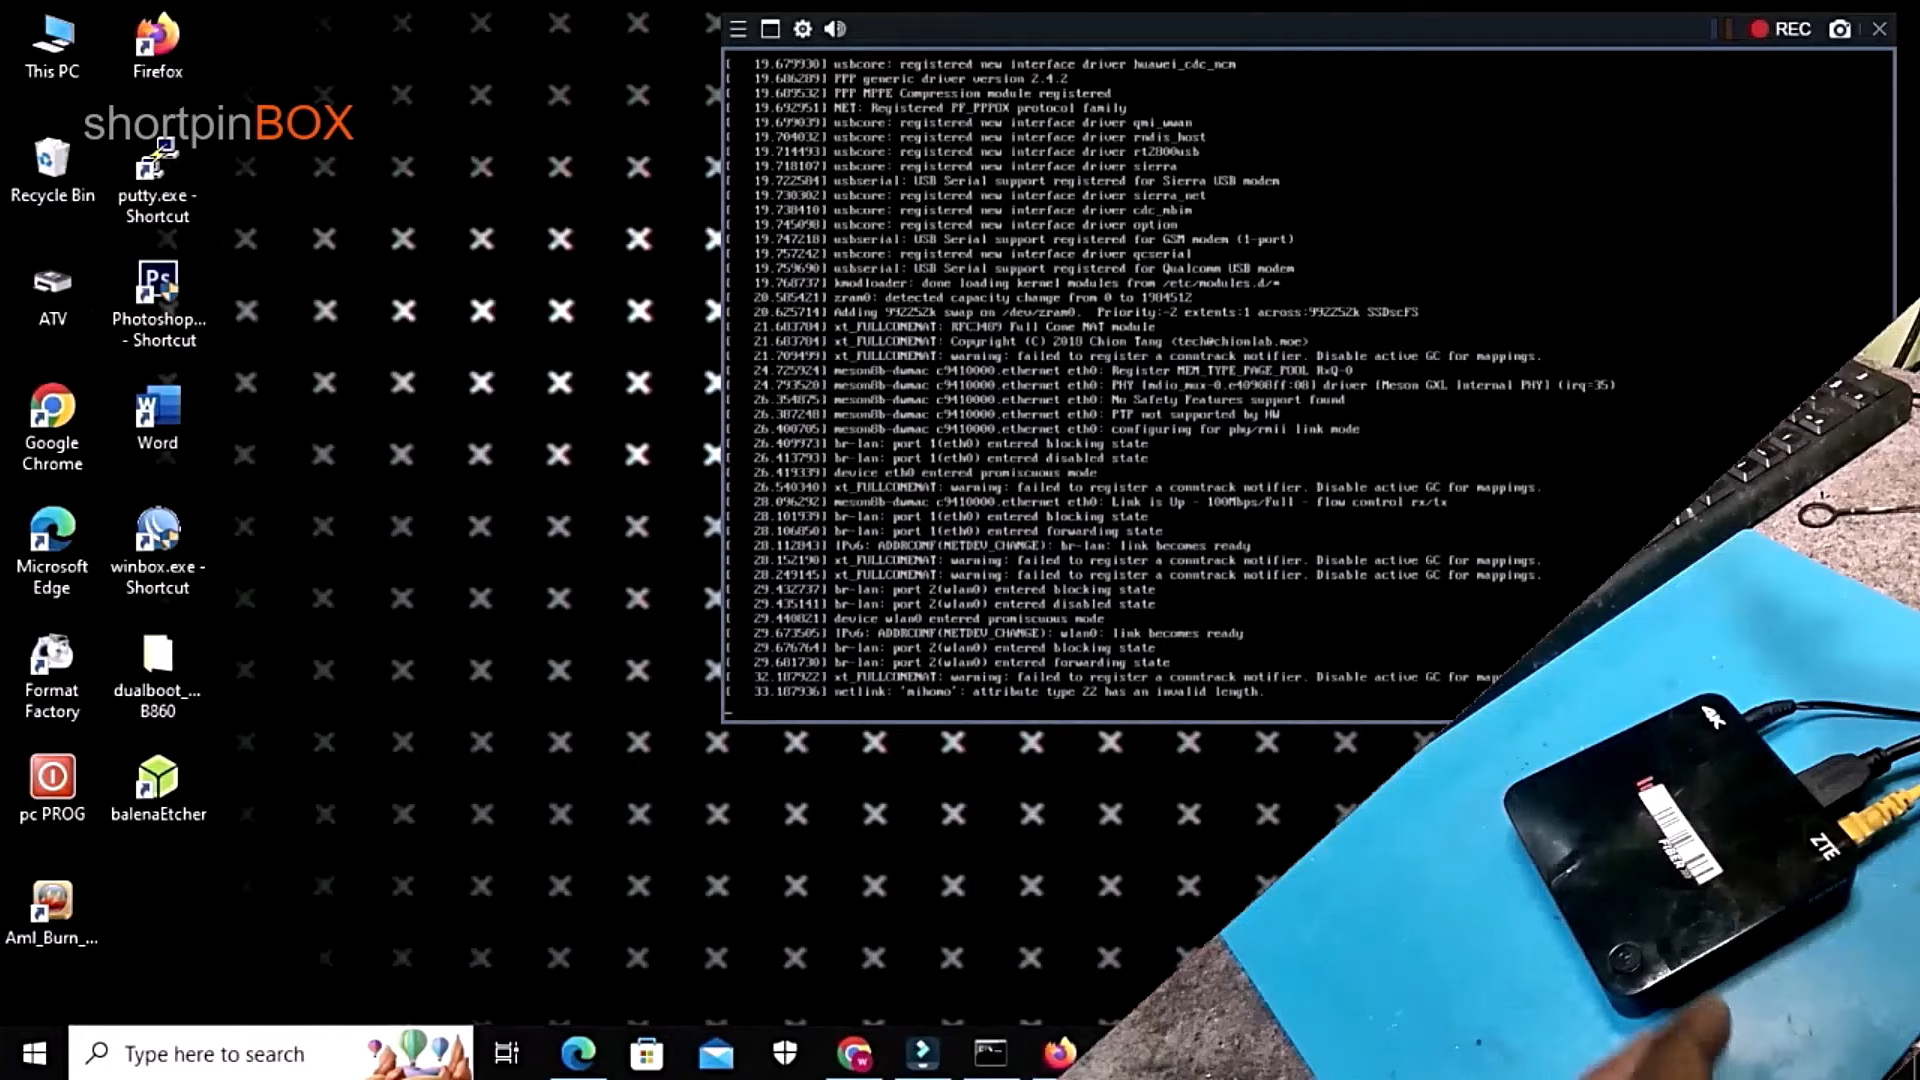 This PC
Firefox
shortpinBOX
Recycle Bin
putty.exe -
Shortcut
ATV
Photoshop...
- Shortcut
Google
Chrome
Word
Microsoft
Edge
winbox.exe -
Shortcut
Format
Factory
dualboot_...
B860
pc PROG
balenaEtcher
Aml_Burn_...
REC
[ 19.679930] usbcore: registered new interface driver huawei_cdc_ncm
[ 19.686289] PPP generic driver version 2.4.2
[ 19.689532] PPP MPPE Compression module registered
[ 19.692951] NET: Registered PF_PPPOX protocol family
[ 19.699039] usbcore: registered new interface driver qmi_wwan
[ 19.704032] usbcore: registered new interface driver rndis_host
[ 19.714493] usbcore: registered new interface driver rt2800usb
[ 19.718107] usbcore: registered new interface driver sierra
[ 19.722584] usbserial: USB Serial support registered for Sierra USB modem
[ 19.730302] usbcore: registered new interface driver sierra_net
[ 19.738410] usbcore: registered new interface driver cdc_mbim
[ 19.745098] usbcore: registered new interface driver option
[ 19.747218] usbserial: USB Serial support registered for GSM modem (1-port)
[ 19.757242] usbcore: registered new interface driver qcserial
[ 19.759690] usbserial: USB Serial support registered for Qualcomm USB modem
[ 19.768737] kmodloader: done loading kernel modules from /etc/modules.d/*
[ 20.585421] zram0: detected capacity change from 0 to 1984512
[ 20.625714] Adding 992252k swap on /dev/zram0.  Priority:-2 extents:1 across:992252k SSDscFS
[ 21.683784] xt_FULLCONENAT: RFC3489 Full Cone NAT module
[ 21.683784] xt_FULLCONENAT: Copyright (C) 2018 Chion Tang <tech@chionlab.moe>
[ 21.709499] xt_FULLCONENAT: warning: failed to register a conntrack notifier. Disable active GC for mappings.
[ 24.725924] meson8b-dwmac c9410000.ethernet eth0: Register MEM_TYPE_PAGE_POOL RxQ-0
[ 24.793520] meson8b-dwmac c9410000.ethernet eth0: PHY [mdio_mux-0.e40908ff:08] driver [Meson GXL Internal PHY] (irq=35)
[ 26.354875] meson8b-dwmac c9410000.ethernet eth0: No Safety Features support found
[ 26.387248] meson8b-dwmac c9410000.ethernet eth0: PTP not supported by HW
[ 26.400705] meson8b-dwmac c9410000.ethernet eth0: configuring for phy/rmii link mode
[ 26.409973] br-lan: port 1(eth0) entered blocking state
[ 26.413793] br-lan: port 1(eth0) entered disabled state
[ 26.419339] device eth0 entered promiscuous mode
[ 26.540340] xt_FULLCONENAT: warning: failed to register a conntrack notifier. Disable active GC for mappings.
[ 28.096292] meson8b-dwmac c9410000.ethernet eth0: Link is Up - 100Mbps/Full - flow control rx/tx
[ 28.101939] br-lan: port 1(eth0) entered blocking state
[ 28.106850] br-lan: port 1(eth0) entered forwarding state
[ 28.112843] IPv6: ADDRCONF(NETDEV_CHANGE): br-lan: link becomes ready
[ 28.152190] xt_FULLCONENAT: warning: failed to register a conntrack notifier. Disable active GC for mappings.
[ 28.249145] xt_FULLCONENAT: warning: failed to register a conntrack notifier. Disable active GC for mappings.
[ 29.432737] br-lan: port 2(wlan0) entered blocking state
[ 29.435141] br-lan: port 2(wlan0) entered disabled state
[ 29.440821] device wlan0 entered promiscuous mode
[ 29.673505] IPv6: ADDRCONF(NETDEV_CHANGE): wlan0: link becomes ready
[ 29.676764] br-lan: port 2(wlan0) entered blocking state
[ 29.681730] br-lan: port 2(wlan0) entered forwarding state
[ 32.187922] xt_FULLCONENAT: warning: failed to register a conntrack notifier. Disable active GC for map
[ 33.187936] netlink: 'mihomo': attribute type 22 has an invalid length.
4K
FIBER
ZTE
Type here to search